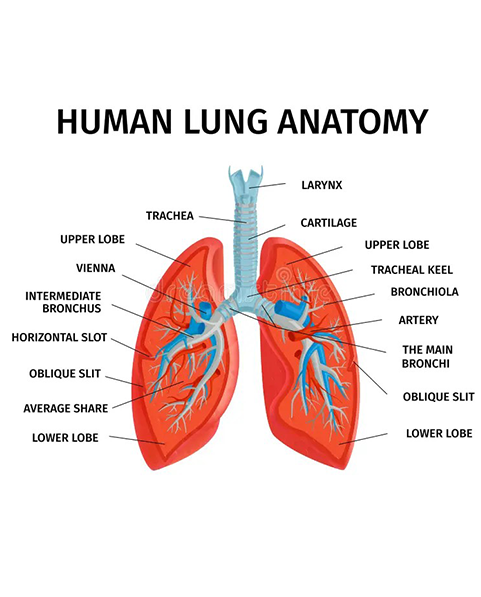 HUMAN LUNG ANATOMY
LARYNX
TRACHEA
CARTILAGE
UPPER LOBE
UPPER LOBE
VIENNA
TRACHEAL KEEL
INTERMEDIATE
BRONCHUS
BRONCHIOLA
ARTERY
HORIZONTAL SLOT
THE MAIN
BRONCHI
OBLIQUE SLIT
OBLIQUE SLIT
AVERAGE SHARE
LOWER LOBE
LOWER LOBE